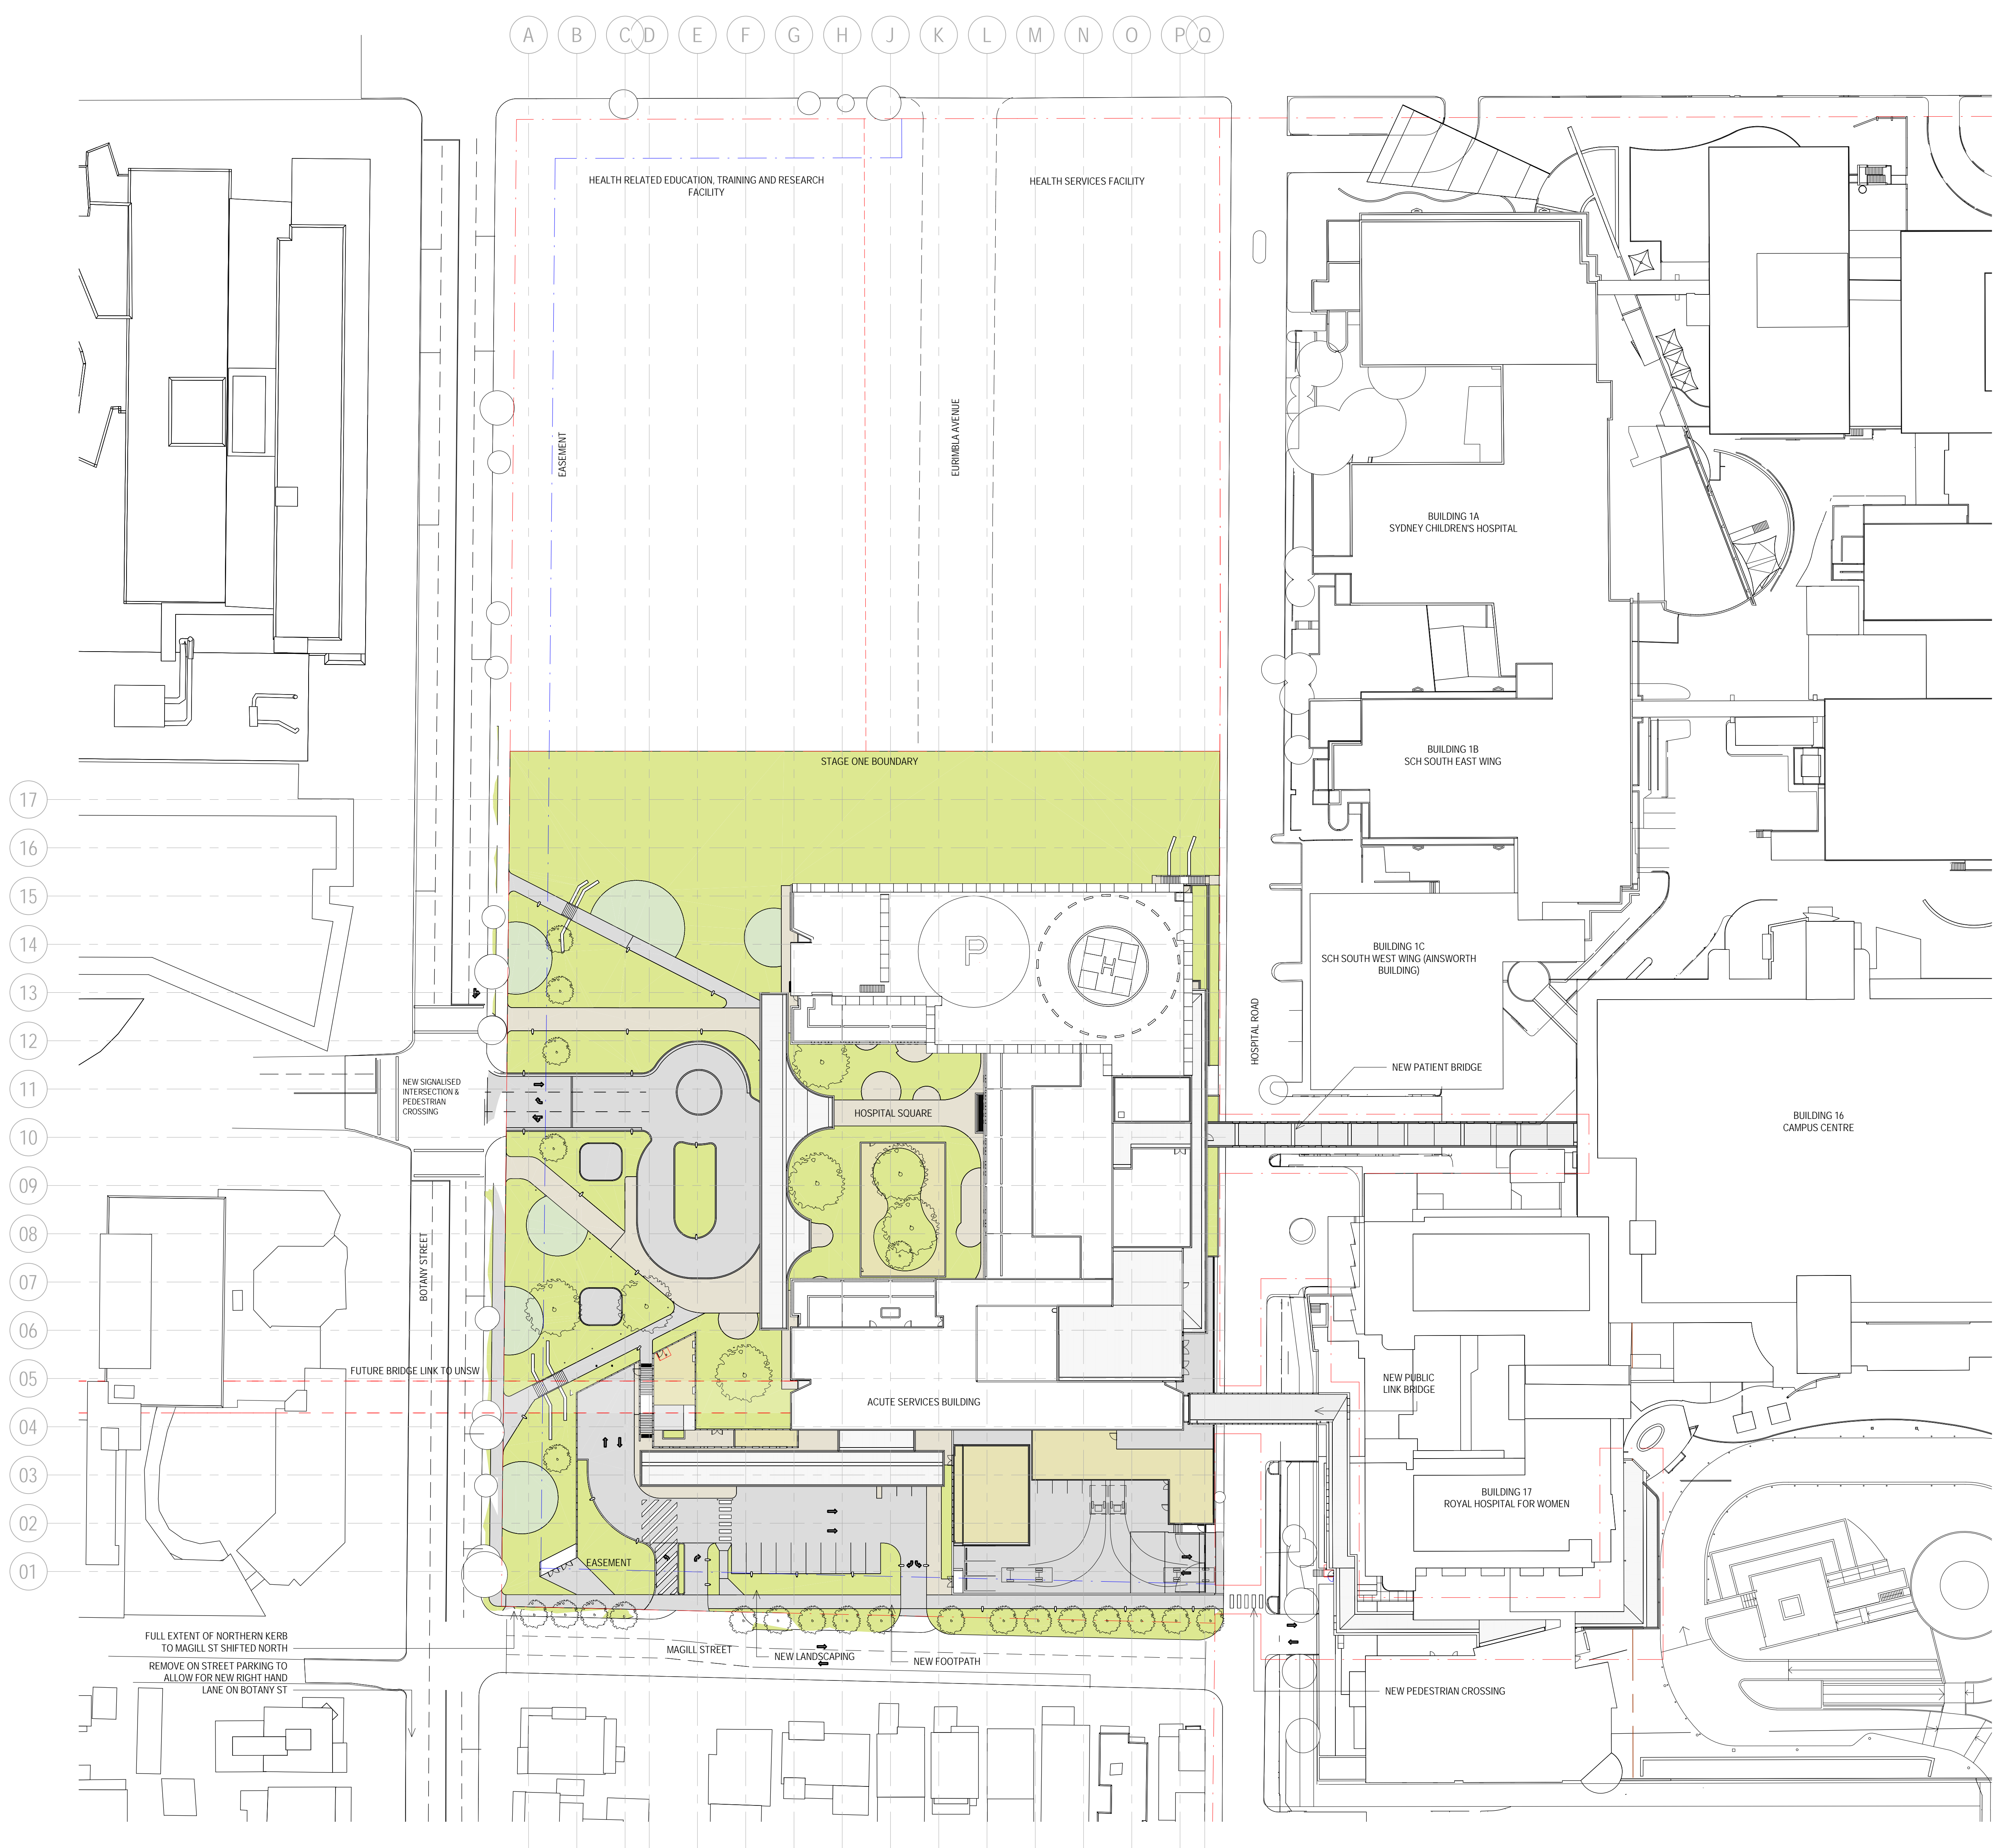 A B C D E F G H J K L M N O P Q
HEALTH RELATED EDUCATION, TRAINING AND RESEARCH
FACILITY
HEALTH SERVICES FACILITY
EASEMENT
EURIMBLA AVENUE
BUILDING 1A
SYDNEY CHILDREN'S HOSPITAL
BUILDING 1B
SCH SOUTH EAST WING
STAGE ONE BOUNDARY
17
16
15
14
13
12
11
10
09
08
07
06
05
04
03
02
01
P
H
BUILDING 1C
SCH SOUTH WEST WING (AINSWORTH
BUILDING)
HOSPITAL ROAD
NEW PATIENT BRIDGE
NEW SIGNALISED
INTERSECTION &
PEDESTRIAN
CROSSING
HOSPITAL SQUARE
BUILDING 16
CAMPUS CENTRE
BOTANY STREET
FUTURE BRIDGE LINK TO UNSW
NEW PUBLIC
LINK BRIDGE
ACUTE SERVICES BUILDING
BUILDING 17
ROYAL HOSPITAL FOR WOMEN
EASEMENT
FULL EXTENT OF NORTHERN KERB
TO MAGILL ST SHIFTED NORTH
REMOVE ON STREET PARKING TO
ALLOW FOR NEW RIGHT HAND
LANE ON BOTANY ST
MAGILL STREET
NEW LANDSCAPING
NEW FOOTPATH
NEW PEDESTRIAN CROSSING